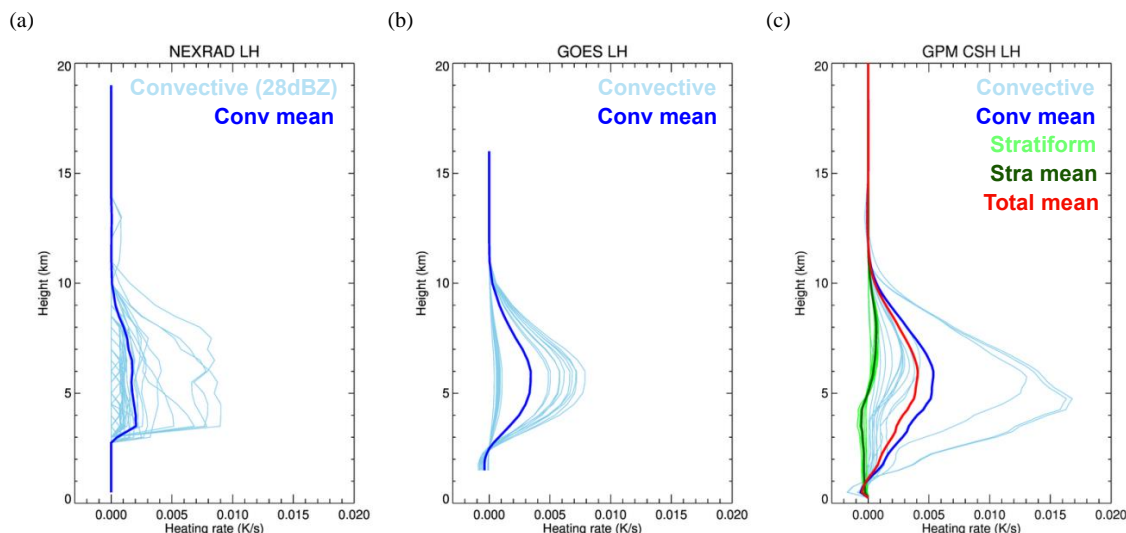 (a)
NEXRAD LH
Convective (28dBZ)
Conv mean
20
15
10
5
0
Height (km)
0.000 0.005 0.010 0.015 0.020
Heating rate (K/s)
(b)
GOES LH
Convective
Conv mean
20
15
10
5
0
Height (km)
0.000 0.005 0.010 0.015 0.020
Heating rate (K/s)
(c)
GPM CSH LH
Convective
Conv mean
Stratiform
Stra mean
Total mean
20
15
10
5
0
Height (km)
0.000 0.005 0.010 0.015 0.020
Heating rate (K/s)